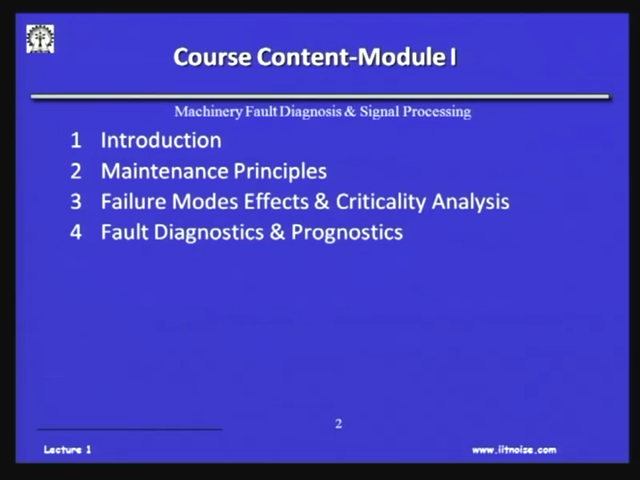 Course Content-Module I
Machinery Fault Diagnosis & Signal Processing
1 Introduction
2 Maintenance Principles
3 Failure Modes Effects & Criticality Analysis
4 Fault Diagnostics & Prognostics
2
Lecture 1
www.iitnoise.com